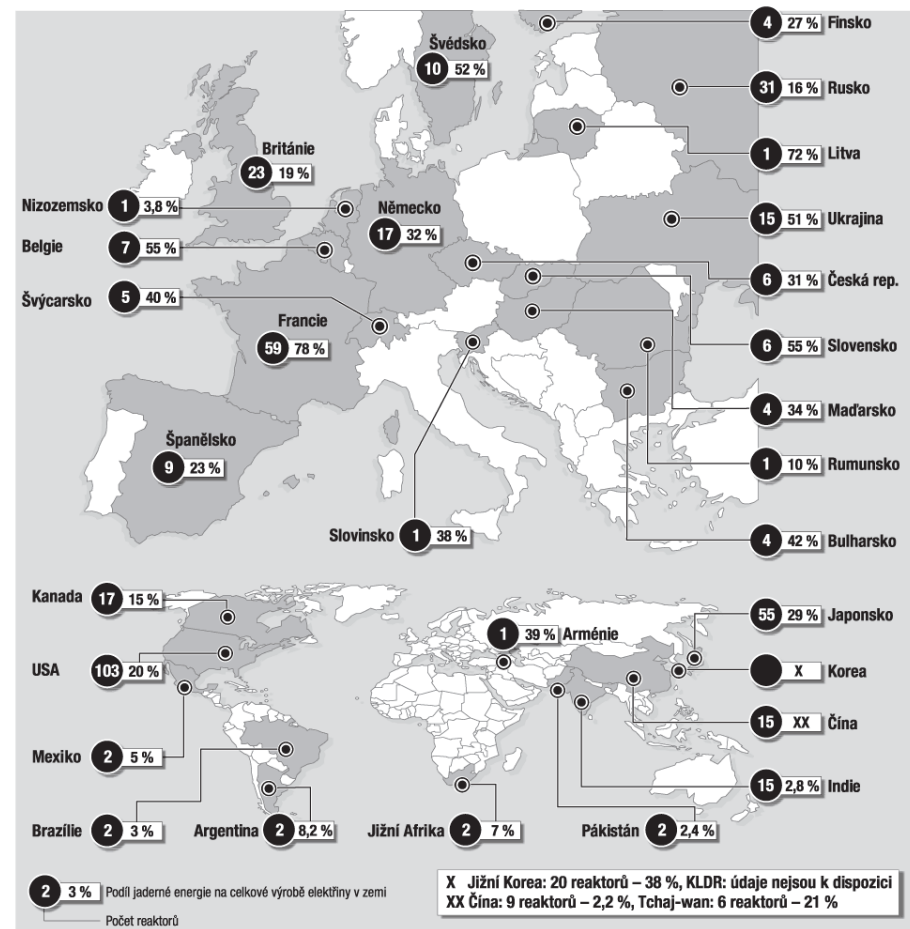 4 27 % Finsko
Švédsko
10 52 %
31 16 % Rusko
Británie
23 19 %
1 72 % Litva
Nizozemsko 1 3,8 %
Německo
17 32 %
15 51 % Ukrajina
Belgie 7 55 %
6 31 % Česká rep.
Švýcarsko 5 40 %
Francie
59 78 %
6 55 % Slovensko
4 34 % Maďarsko
Španělsko
9 23 %
1 10 % Rumunsko
Slovinsko 1 38 %
4 42 % Bulharsko
Kanada 17 15 %
55 29 % Japonsko
1 39 % Arménie
USA 103 20 %
X Korea
15 XX Čína
Mexiko 2 5 %
15 2,8 % Indie
Brazílie 2 3 %
Argentina 2 8,2 %
Jižní Afrika 2 7 %
Pákistán 2 2,4 %
2 3 % Podíl jaderné energie na celkové výrobě elektřiny v zemi
Počet reaktorů
X Jižní Korea: 20 reaktorů – 38 %, KLDR: údaje nejsou k dispozici
XX Čína: 9 reaktorů – 2,2 %, Tchaj-wan: 6 reaktorů – 21 %